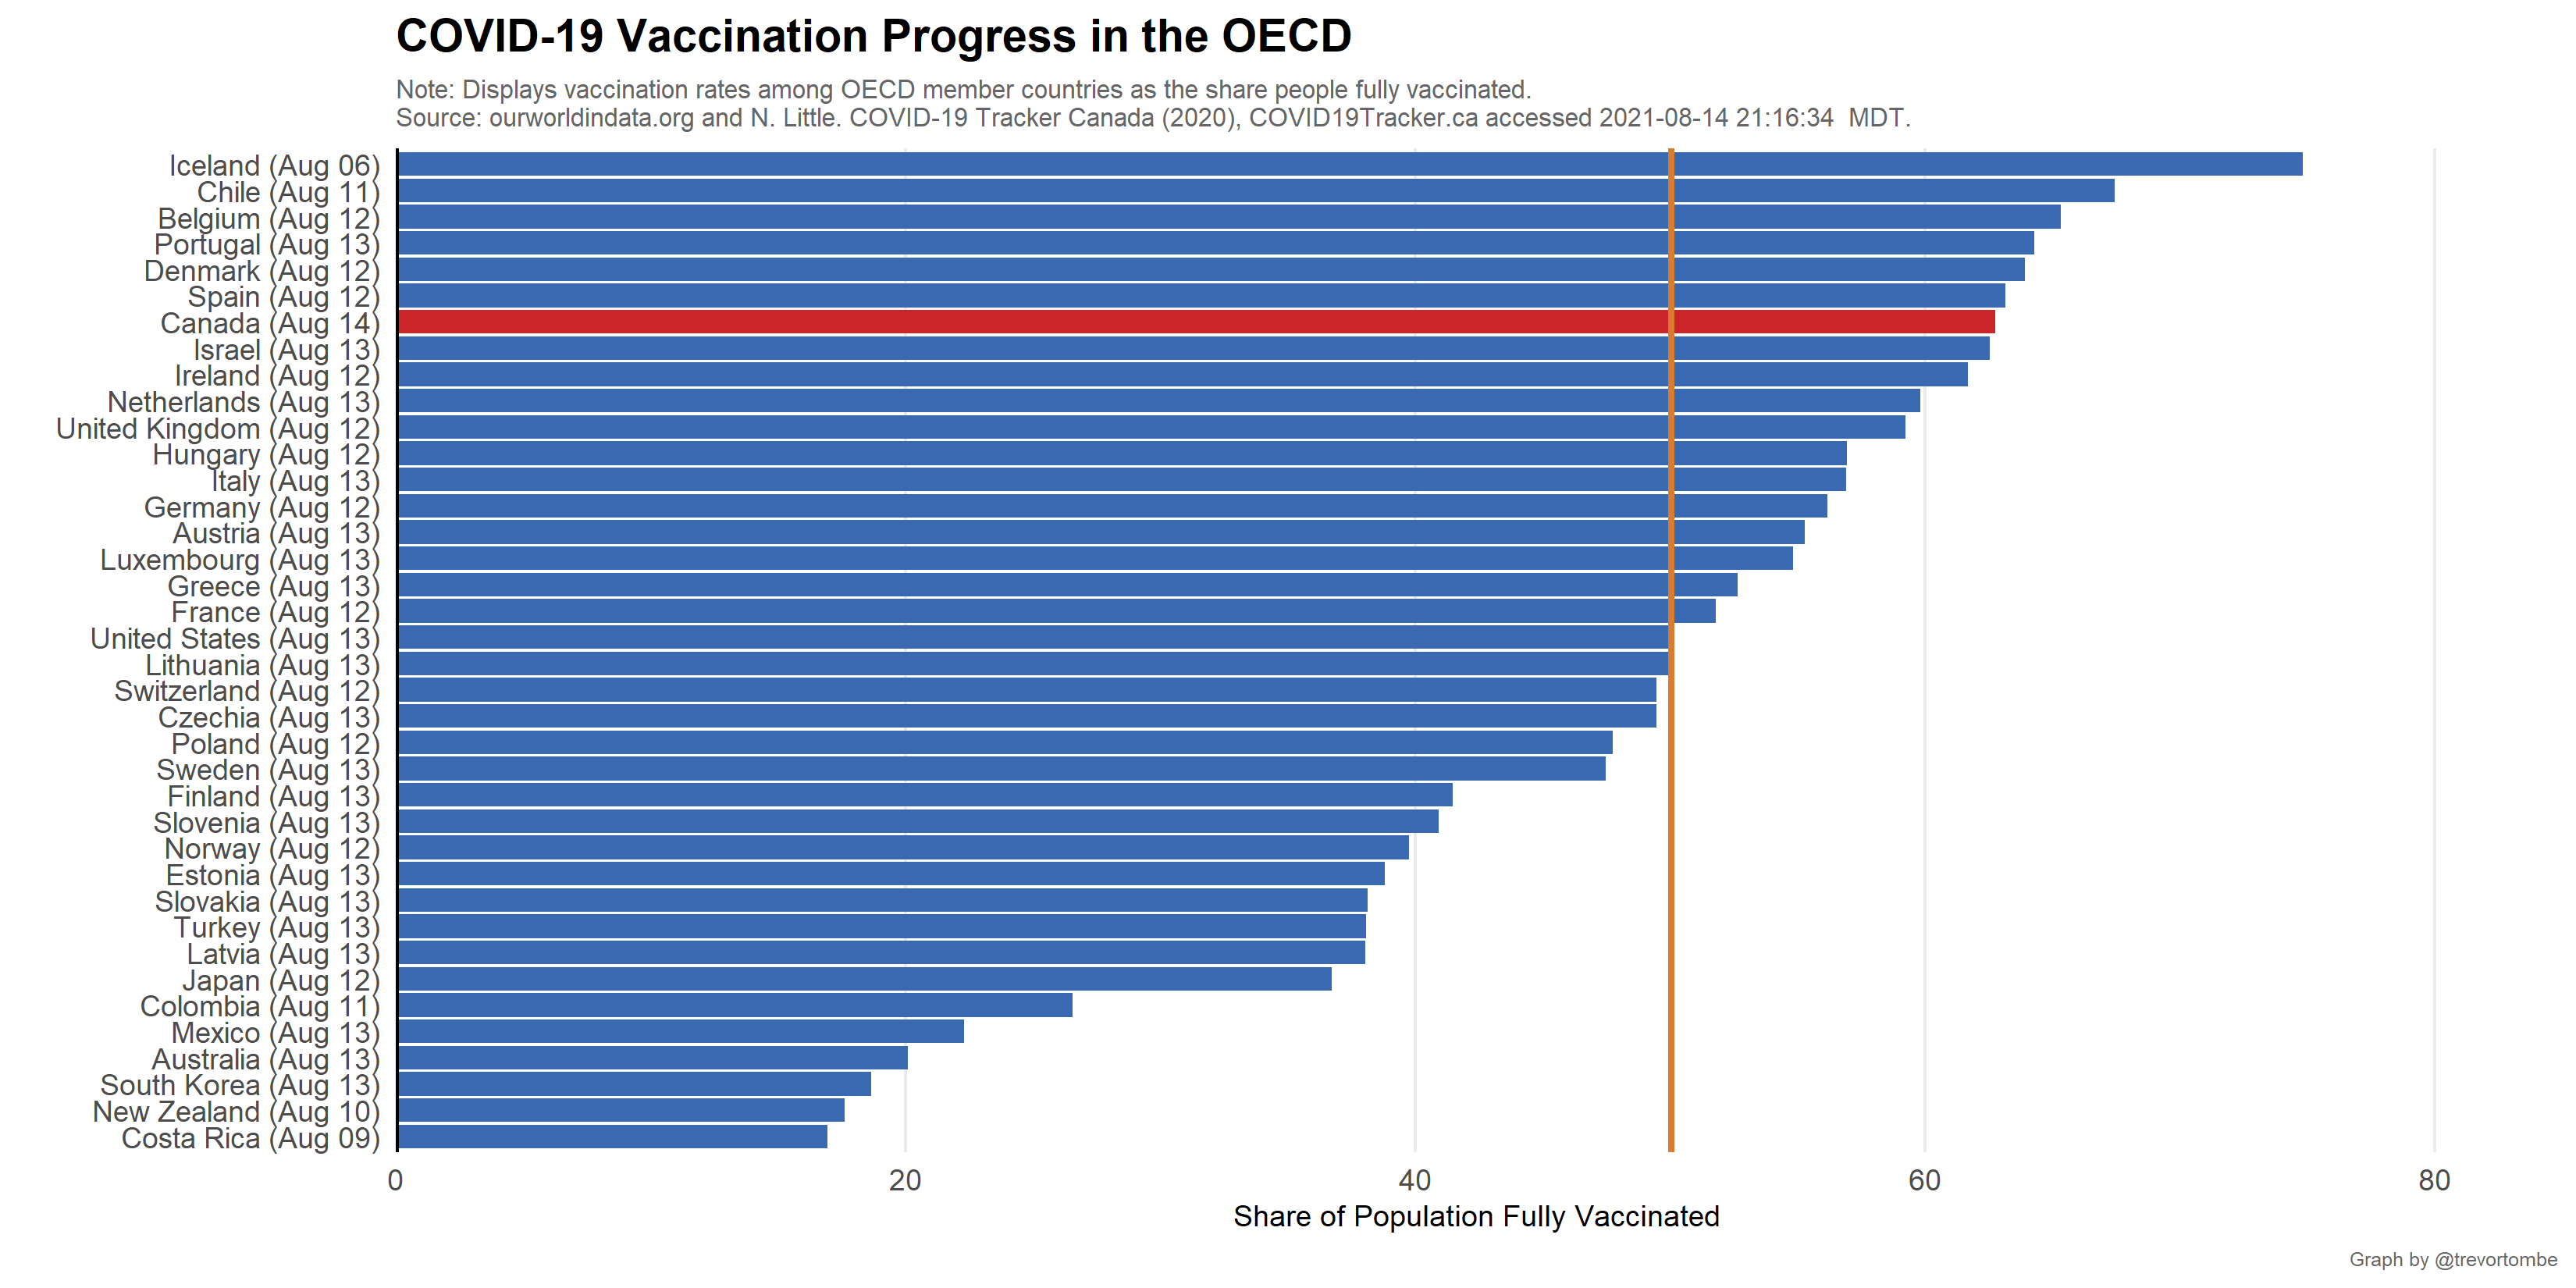 COVID-19 Vaccination Progress in the OECD
Note: Displays vaccination rates among OECD member countries as the share people fully vaccinated.
Source: ourworldindata.org and N. Little. COVID-19 Tracker Canada (2020), COVID19Tracker.ca accessed 2021-08-14 21:16:34  MDT.
Iceland (Aug 06)
Chile (Aug 11)
Belgium (Aug 12)
Portugal (Aug 13)
Denmark (Aug 12)
Spain (Aug 12)
Canada (Aug 14)
Israel (Aug 13)
Ireland (Aug 12)
Netherlands (Aug 13)
United Kingdom (Aug 12)
Hungary (Aug 12)
Italy (Aug 13)
Germany (Aug 12)
Austria (Aug 13)
Luxembourg (Aug 13)
Greece (Aug 13)
France (Aug 12)
United States (Aug 13)
Lithuania (Aug 13)
Switzerland (Aug 12)
Czechia (Aug 13)
Poland (Aug 12)
Sweden (Aug 13)
Finland (Aug 13)
Slovenia (Aug 13)
Norway (Aug 12)
Estonia (Aug 13)
Slovakia (Aug 13)
Turkey (Aug 13)
Latvia (Aug 13)
Japan (Aug 12)
Colombia (Aug 11)
Mexico (Aug 13)
Australia (Aug 13)
South Korea (Aug 13)
New Zealand (Aug 10)
Costa Rica (Aug 09)
0 20 40 60 80
Share of Population Fully Vaccinated
Graph by @trevortombe